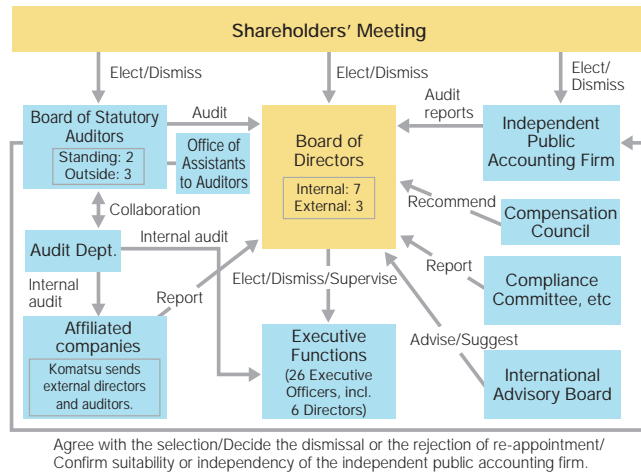 Shareholders' Meeting
Elect/Dismiss
Elect/Dismiss
Elect/
Dismiss
Board of Statutory
Auditors
Standing: 2
Outside: 3
Audit
Office of
Assistants
to Auditors
Board of
Directors
Internal: 7
External: 3
Audit
reports
Independent
Public
Accounting Firm
Collaboration
Recommend
Compensation
Council
Audit Dept.
Internal audit
Internal
audit
Report
Elect/Dismiss/Supervise
Report
Compliance
Committee, etc
Affiliated
companies
Komatsu sends
external directors
and auditors.
Executive
Functions
(26 Executive
Officers, incl.
6 Directors)
Advise/Suggest
International
Advisory Board
Agree with the selection/Decide the dismissal or the rejection of re-appointment/
Confirm suitability or independency of the independent public accounting firm.